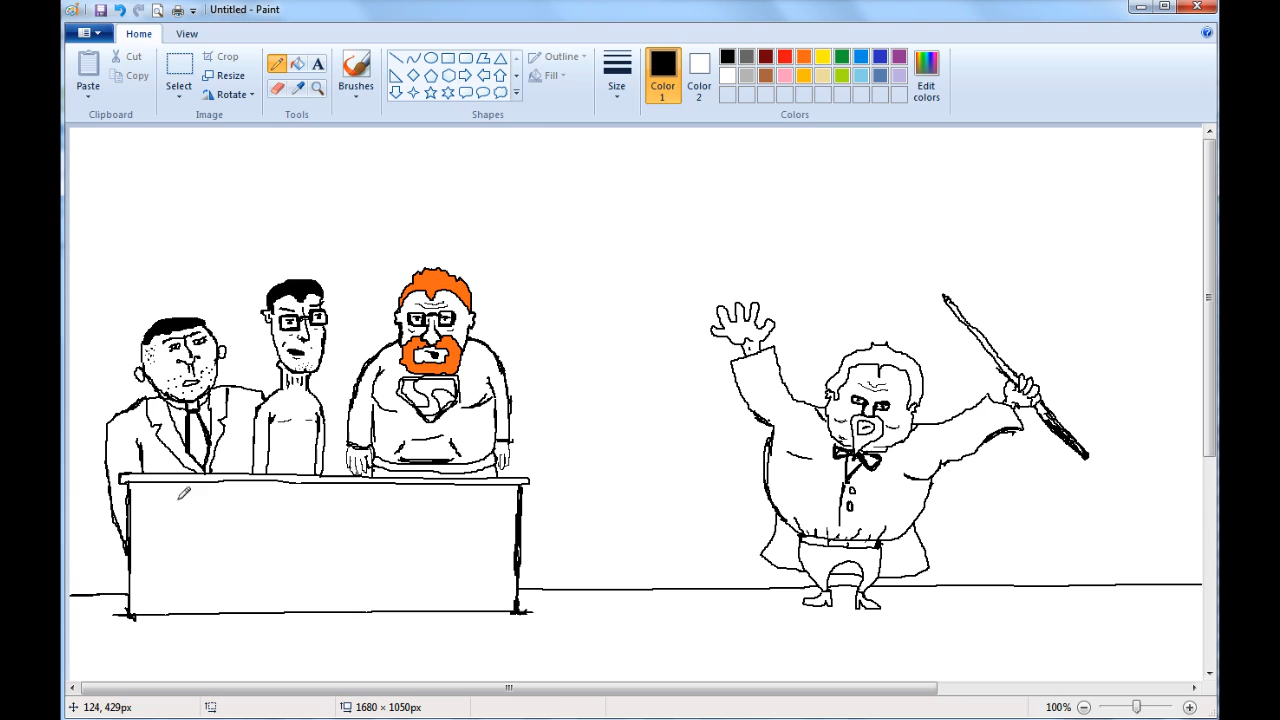 Untitled - Paint
Home View
Paste
Cut
Copy
Clipboard
Select
Crop
Resize
Rotate
Image
A
Tools
Brushes
Outline
Fill
Shapes
Size
Color 1
Color 2
Edit colors
Colors
S
124, 429px
1680 × 1050px
100%